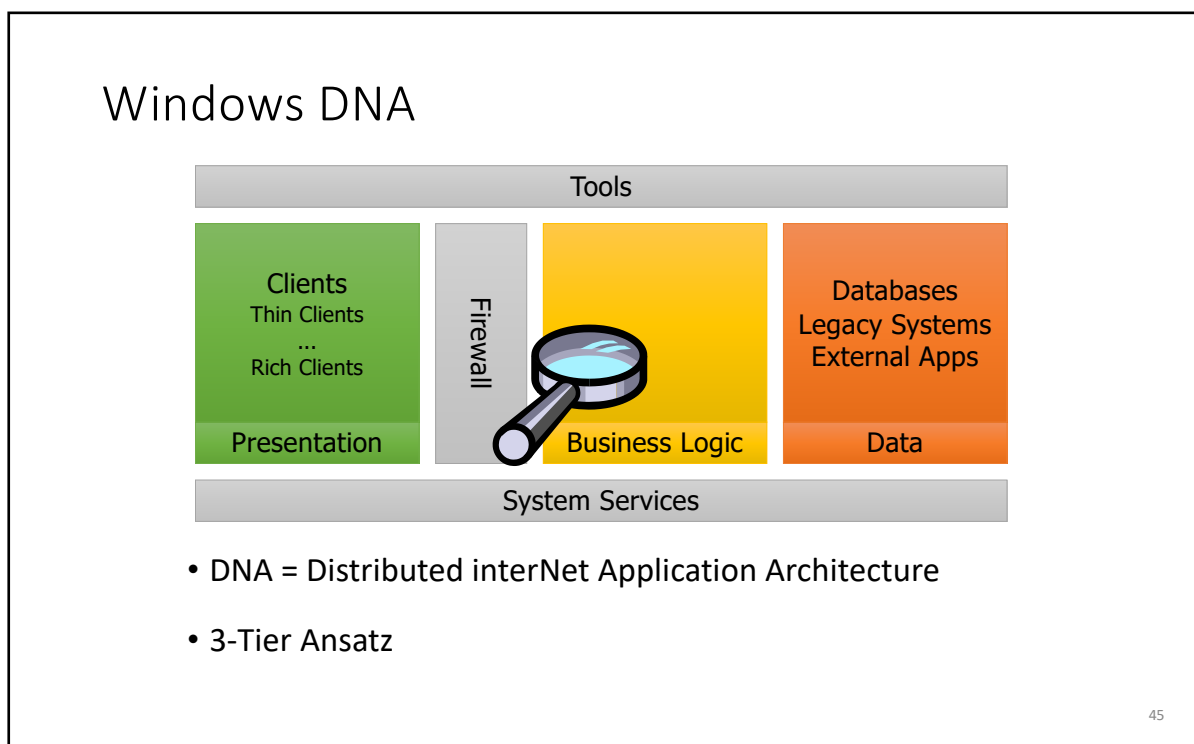 Windows DNA
Tools
Clients
Thin Clients
...
Rich Clients
Presentation
Firewall
Business Logic
Databases
Legacy Systems
External Apps
Data
System Services
• DNA = Distributed interNet Application Architecture
• 3-Tier Ansatz
45